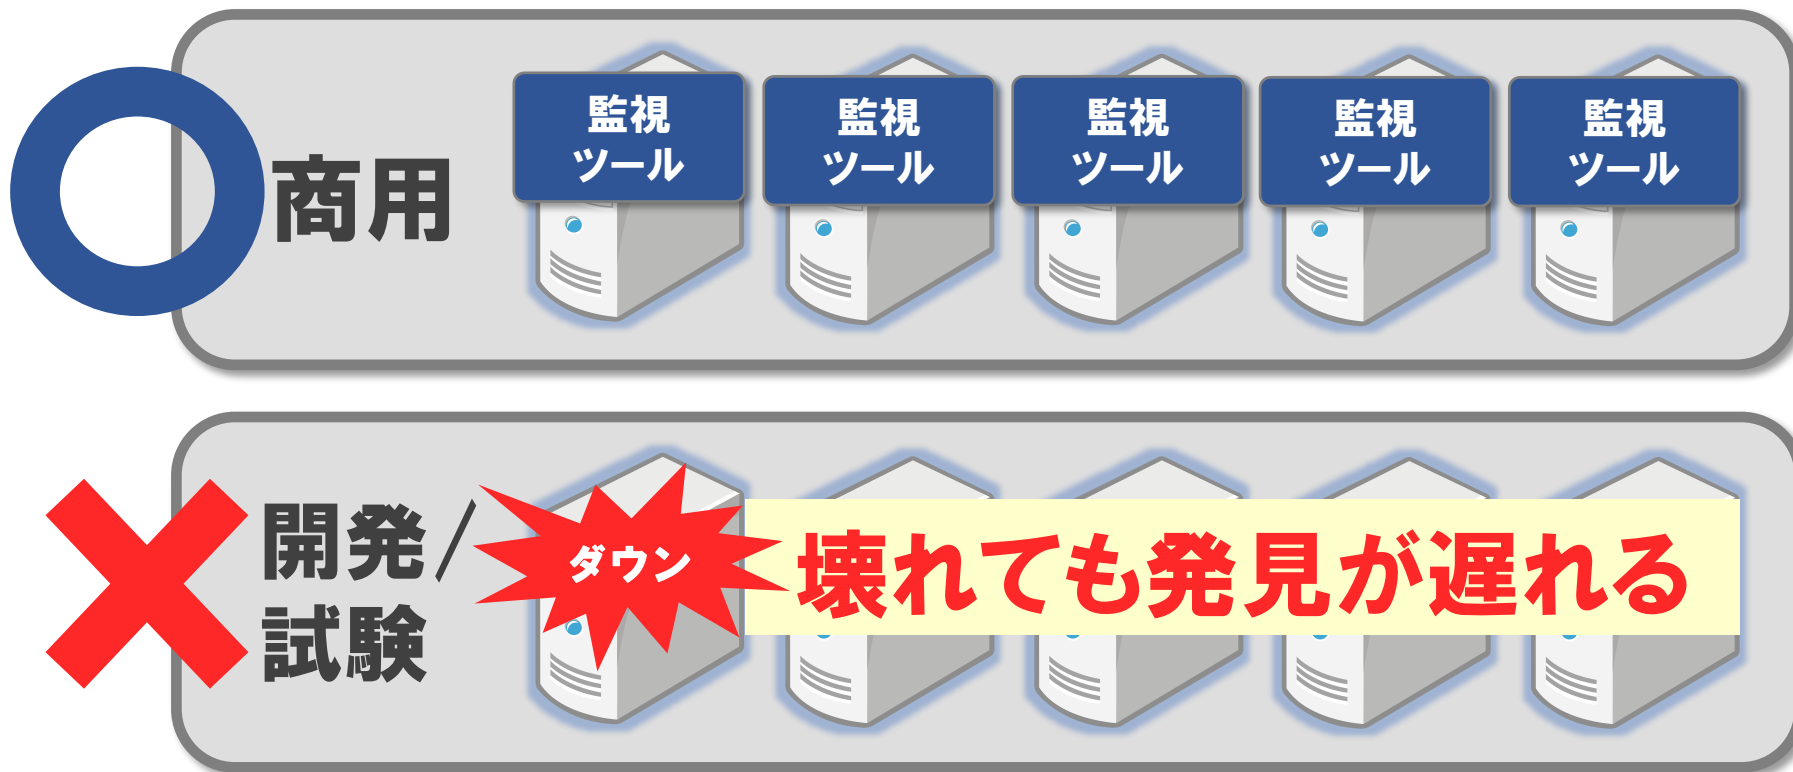 商用
監視
ツール
監視
ツール
監視
ツール
監視
ツール
監視
ツール
開発/
試験
ダウン
壊れても発見が遅れる